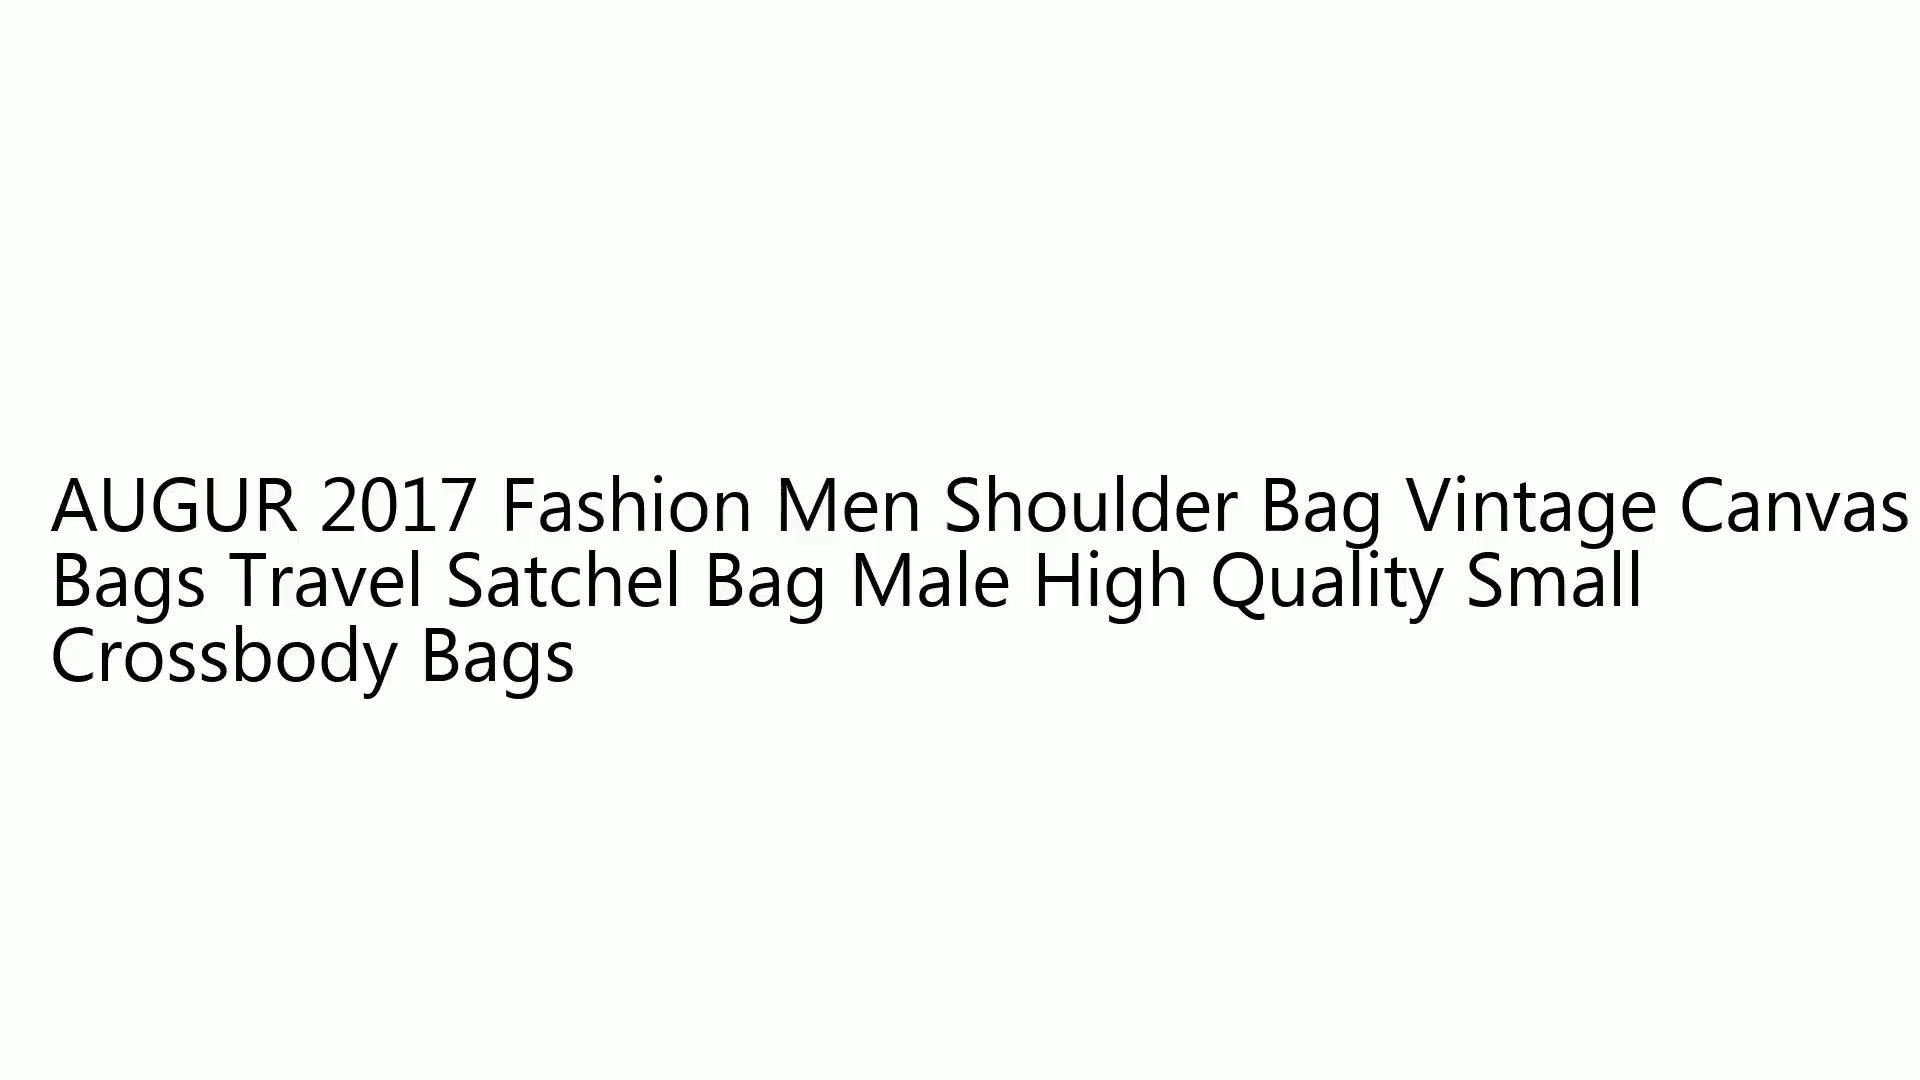 AUGUR 2017 Fashion Men Shoulder Bag Vintage Canvas
Bags Travel Satchel Bag Male High Quality Small
Crossbody Bags